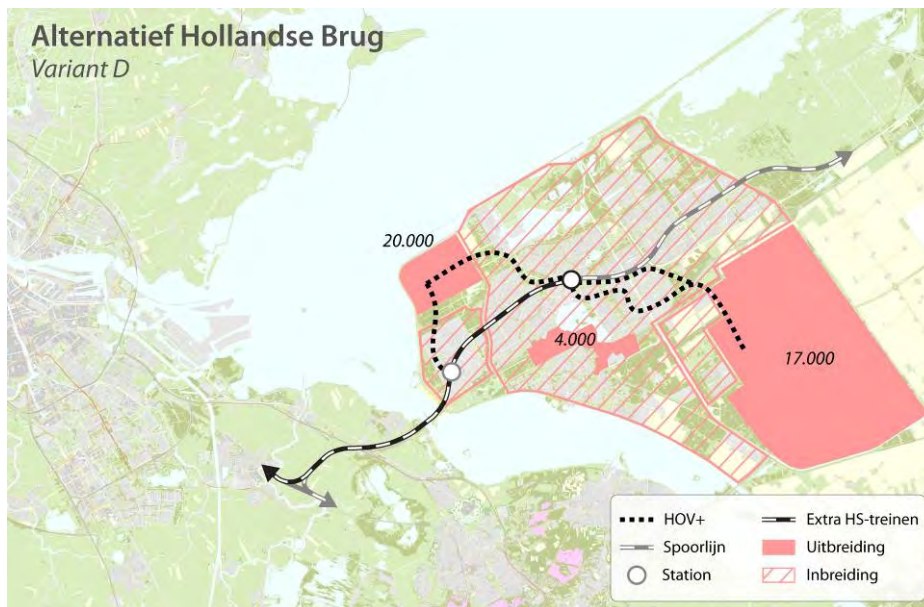 Alternatief Hollandse Brug
Variant D
20.000
4.000
17.000
HOV+
Extra HS-treinen
Spoorlijn
Uitbreiding
Station
Inbreiding